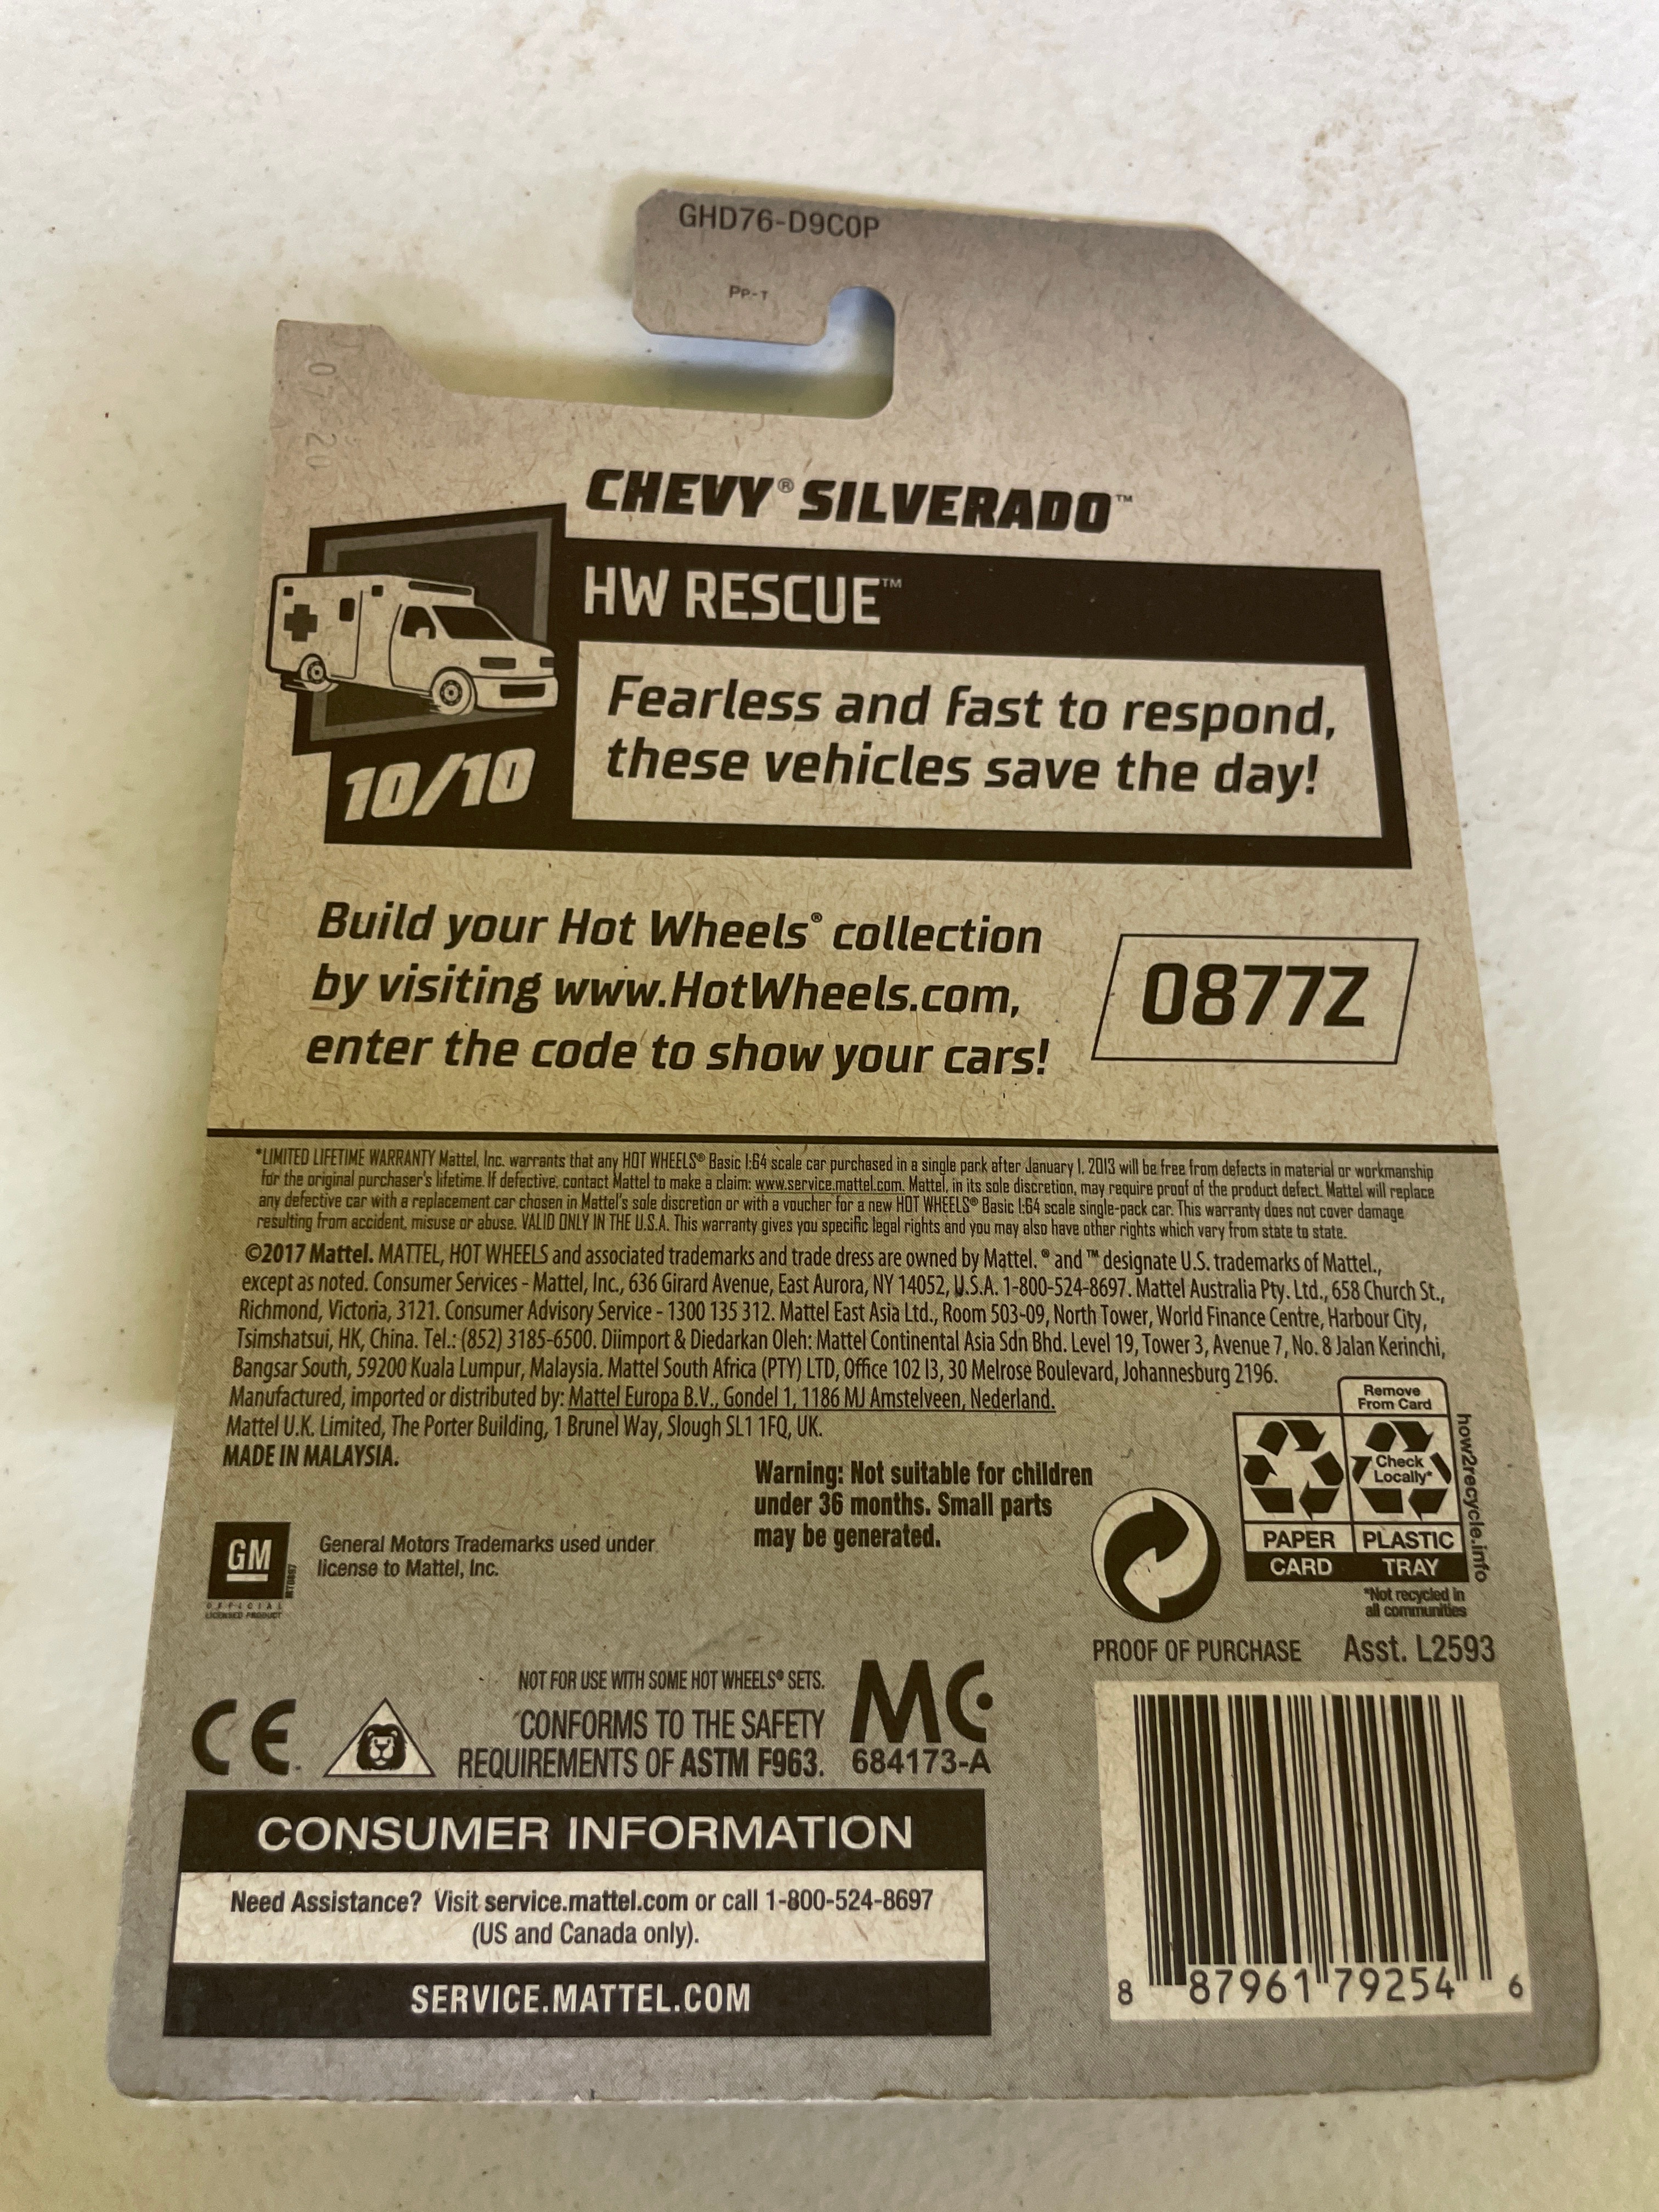 GHD76-D9C0P
PP-T
CHEVY® SILVERADO™
HW RESCUE™
Fearless and fast to respond,
these vehicles save the day!
10/10
Build your Hot Wheels® collection
by visiting www.HotWheels.com,
enter the code to show your cars!
0877Z
*LIMITED LIFETIME WARRANTY Mattel, Inc. warrants that any HOT WHEELS® Basic 1:64 scale car purchased in a single park after January 1, 2013 will be free from defects in material or workmanship
for the original purchaser's lifetime. If defective, contact Mattel to make a claim: www.service.mattel.com. Mattel, in its sole discretion, may require proof of the product defect. Mattel will replace
any defective car with a replacement car chosen in Mattel's sole discretion or with a voucher for a new HOT WHEELS® Basic 1:64 scale single-pack car. This warranty does not cover damage
resulting from accident, misuse or abuse. VALID ONLY IN THE U.S.A. This warranty gives you specific legal rights and you may also have other rights which vary from state to state.
©2017 Mattel. MATTEL, HOT WHEELS and associated trademarks and trade dress are owned by Mattel. ® and ™ designate U.S. trademarks of Mattel.,
except as noted. Consumer Services - Mattel, Inc., 636 Girard Avenue, East Aurora, NY 14052, U.S.A. 1-800-524-8697. Mattel Australia Pty. Ltd., 658 Church St.,
Richmond, Victoria, 3121. Consumer Advisory Service - 1300 135 312. Mattel East Asia Ltd., Room 503-09, North Tower, World Finance Centre, Harbour City,
Tsimshatsui, HK, China. Tel.: (852) 3185-6500. Diimport & Diedarkan Oleh: Mattel Continental Asia Sdn Bhd. Level 19, Tower 3, Avenue 7, No. 8 Jalan Kerinchi,
Bangsar South, 59200 Kuala Lumpur, Malaysia. Mattel South Africa (PTY) LTD, Office 102 I3, 30 Melrose Boulevard, Johannesburg 2196.
Manufactured, imported or distributed by: Mattel Europa B.V., Gondel 1, 1186 MJ Amstelveen, Nederland.
Mattel U.K. Limited, The Porter Building, 1 Brunel Way, Slough SL1 1FQ, UK.
MADE IN MALAYSIA.
Warning: Not suitable for children
under 36 months. Small parts
may be generated.
Remove
From Card
Check
Locally*
PAPER
PLASTIC
CARD
TRAY
how2recycle.info
*Not recycled in
all communities
GM
OFFICIAL
LICENSED PRODUCT
General Motors Trademarks used under
license to Mattel, Inc.
PROOF OF PURCHASE
Asst. L2593
NOT FOR USE WITH SOME HOT WHEELS® SETS.
CE
CONFORMS TO THE SAFETY
REQUIREMENTS OF ASTM F963.
MC
684173-A
CONSUMER INFORMATION
Need Assistance? Visit service.mattel.com or call 1-800-524-8697
(US and Canada only).
SERVICE.MATTEL.COM
8 87961 79254 6